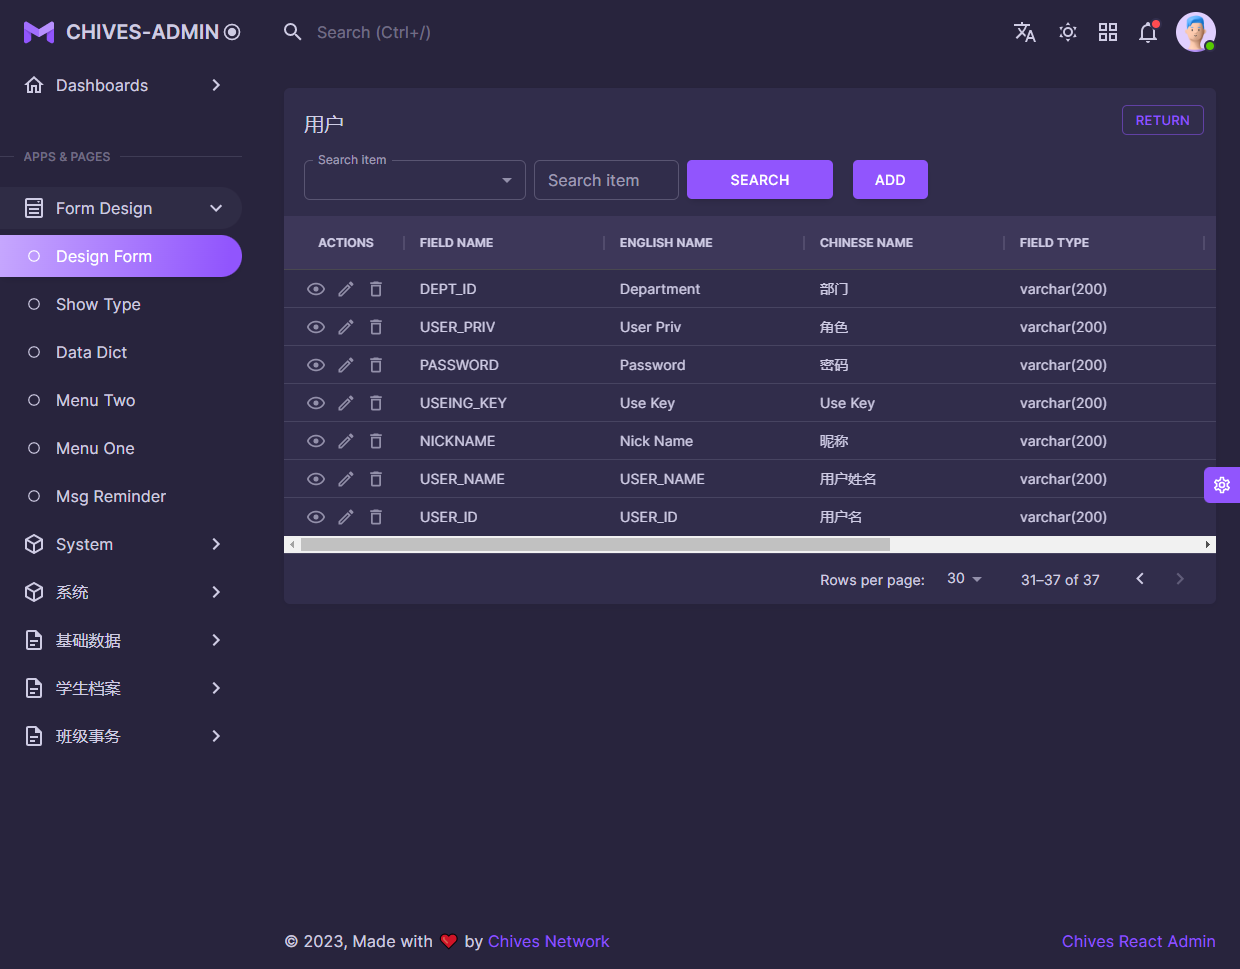 CHIVES-ADMIN
Search (Ctrl+/)
Dashboards
APPS & PAGES
Form Design
Design Form
Show Type
Data Dict
Menu Two
Menu One
Msg Reminder
System
系统
基础数据
学生档案
班级事务
用户
RETURN
Search item
Search item
SEARCH
ADD
ACTIONS FIELD NAME ENGLISH NAME CHINESE NAME FIELD TYPE
DEPT_ID Department 部门 varchar(200)
USER_PRIV User Priv 角色 varchar(200)
PASSWORD Password 密码 varchar(200)
USEING_KEY Use Key Use Key varchar(200)
NICKNAME Nick Name 昵称 varchar(200)
USER_NAME USER_NAME 用户姓名 varchar(200)
USER_ID USER_ID 用户名 varchar(200)
Rows per page: 30 31–37 of 37
© 2023, Made with ❤️ by Chives Network
Chives React Admin